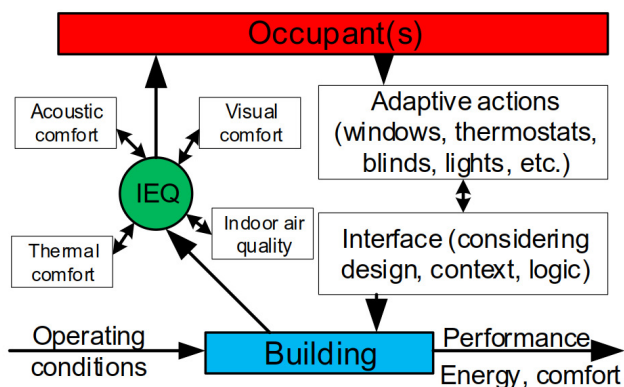 Occupant(s)
Acoustic
comfort
Visual
comfort
Adaptive actions
(windows, thermostats,
blinds, lights, etc.)
IEQ
Thermal
comfort
Indoor air
quality
Interface (considering
design, context, logic)
Operating
conditions
Building
Performance
Energy, comfort